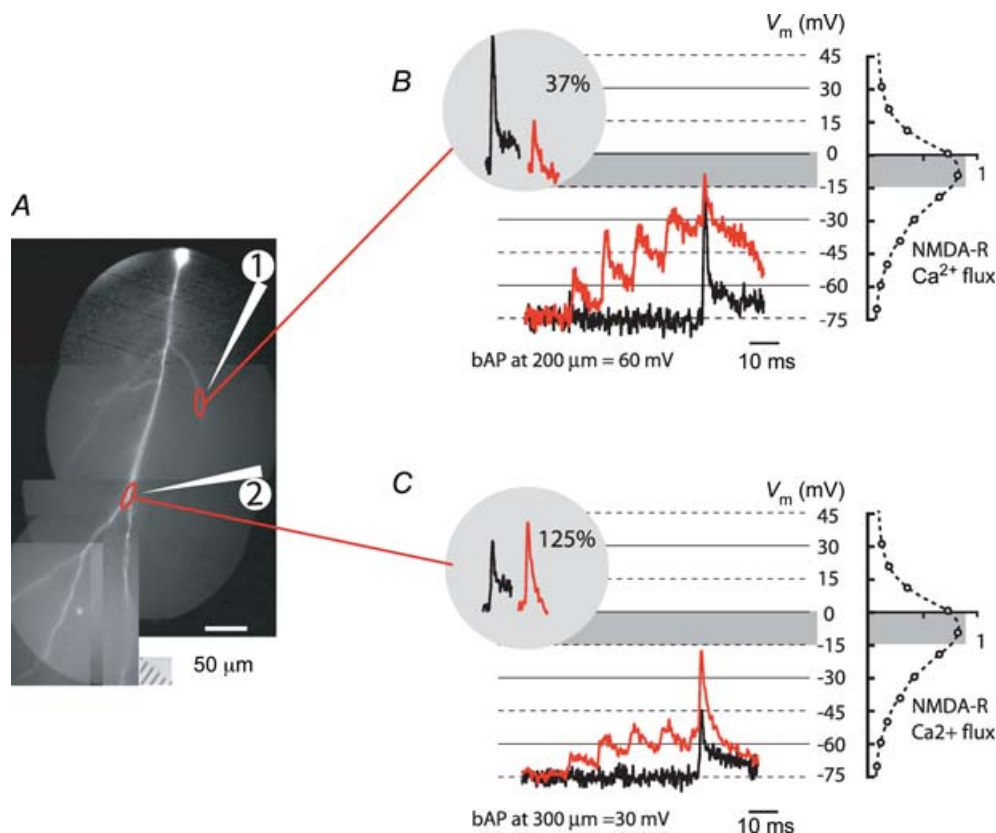 A
1
2
50 μm
B
37%
Vm (mV)
45
30
15
0
-15
-30
-45
-60
-75
1
NMDA-R
Ca2+ flux
10 ms
bAP at 200 μm = 60 mV
C
125%
Vm (mV)
45
30
15
0
-15
-30
-45
-60
-75
1
NMDA-R
Ca2+ flux
10 ms
bAP at 300 μm = 30 mV